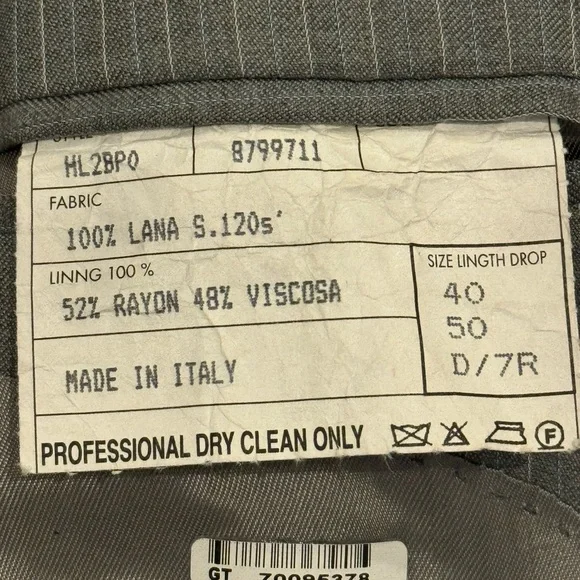 HL2BPO 8799711
FABRIC
100% LANA S.120s'
LINNG 100 %
52% RAYON 48% VISCOSA
SIZE LINGTH DROP
40
50
D/7R
MADE IN ITALY
PROFESSIONAL DRY CLEAN ONLY F
GT